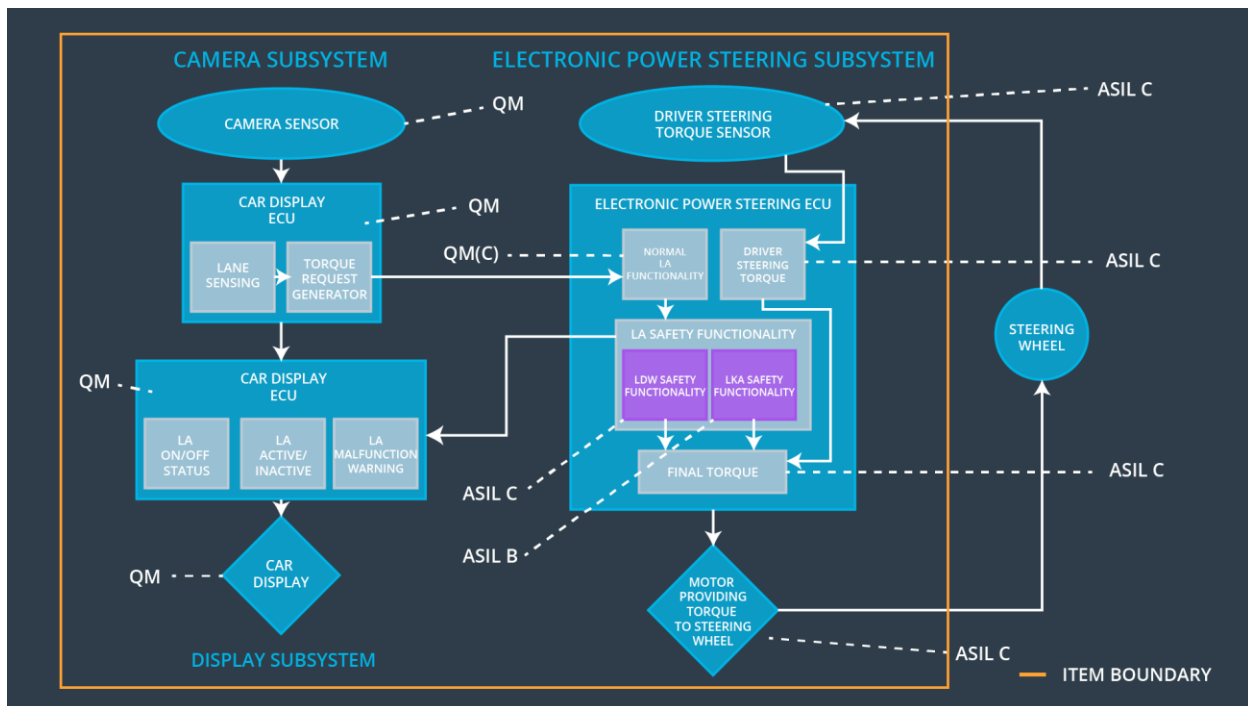 CAMERA SUBSYSTEM
ELECTRONIC POWER STEERING SUBSYSTEM
CAMERA SENSOR
QM
DRIVER STEERING
TORQUE SENSOR
ASIL C
CAR DISPLAY
ECU
QM
LANE
SENSING
TORQUE
REQUEST
GENERATOR
ELECTRONIC POWER STEERING ECU
QM(C)
NORMAL
LA
FUNCTIONALITY
DRIVER
STEERING
TORQUE
ASIL C
LA SAFETY FUNCTIONALITY
LDW SAFETY
FUNCTIONALITY
LKA SAFETY
FUNCTIONALITY
STEERING
WHEEL
QM
CAR DISPLAY
ECU
LA
ON/OFF
STATUS
LA
ACTIVE/
INACTIVE
LA
MALFUNCTION
WARNING
FINAL TORQUE
ASIL C
ASIL C
ASIL B
QM
CAR
DISPLAY
MOTOR
PROVIDING
TORQUE
TO STEERING
WHEEL
ASIL C
DISPLAY SUBSYSTEM
ITEM BOUNDARY